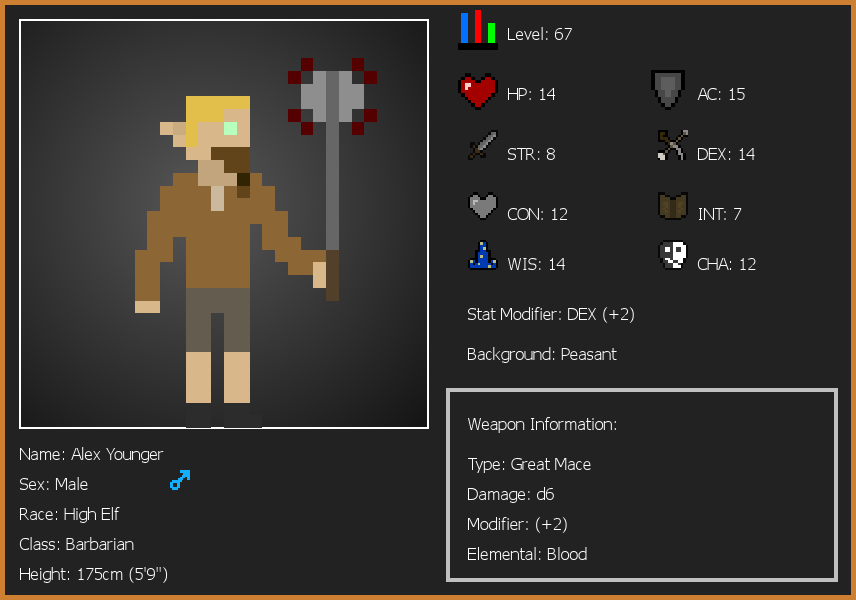 Level: 67
HP: 14
AC: 15
STR: 8
DEX: 14
CON: 12
INT: 7
WIS: 14
CHA: 12
Stat Modifier: DEX (+2)
Background: Peasant
Weapon Information:
Type: Great Mace
Damage: d6
Modifier: (+2)
Elemental: Blood
Name: Alex Younger
Sex: Male
Race: High Elf
Class: Barbarian
Height: 175cm (5'9")